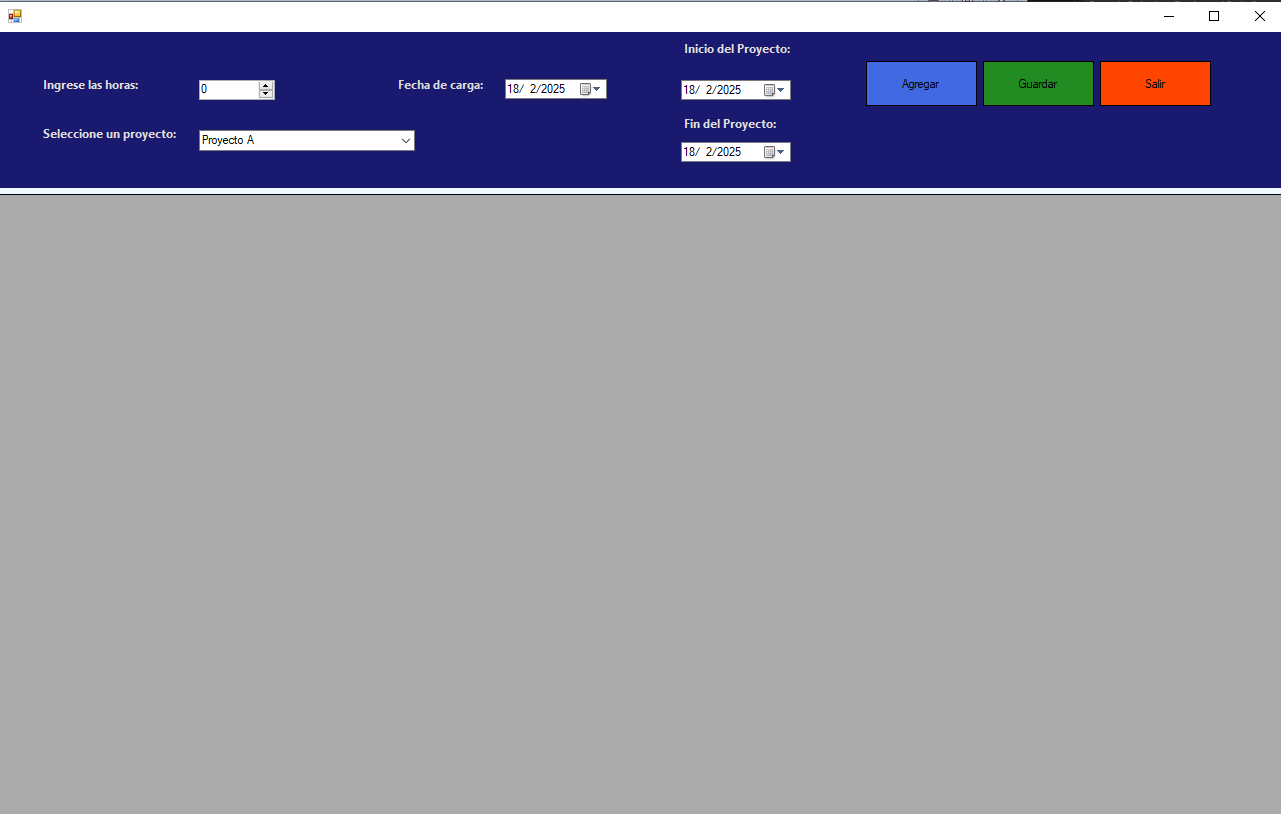 Inicio del Proyecto:
Ingrese las horas: 0 Fecha de carga: 18/ 2/2025 18/ 2/2025 Agregar Guardar Salir
Fin del Proyecto:
Seleccione un proyecto: Proyecto A
18/ 2/2025